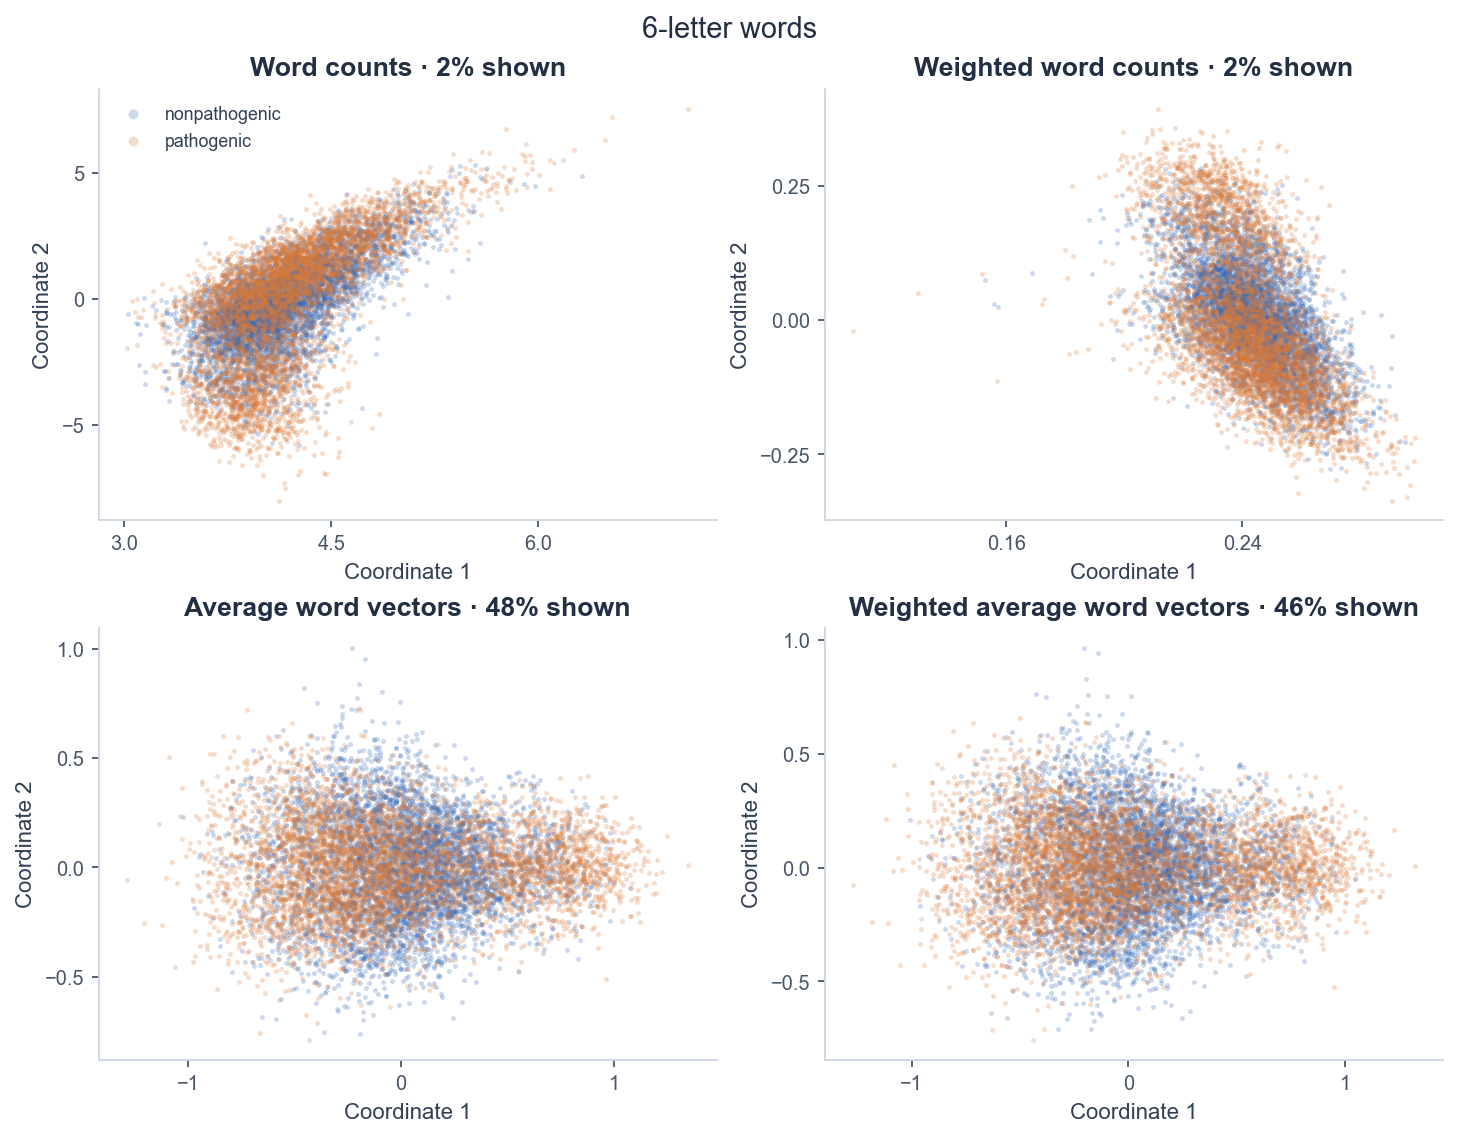 6-letter words
Word counts · 2% shown
nonpathogenic
pathogenic
5
0
−5
Coordinate 2
3.0 4.5 6.0
Coordinate 1
Weighted word counts · 2% shown
0.25
0.00
−0.25
Coordinate 2
0.16 0.24
Coordinate 1
Average word vectors · 48% shown
1.0
0.5
0.0
−0.5
Coordinate 2
−1 0 1
Coordinate 1
Weighted average word vectors · 46% shown
1.0
0.5
0.0
−0.5
Coordinate 2
−1 0 1
Coordinate 1